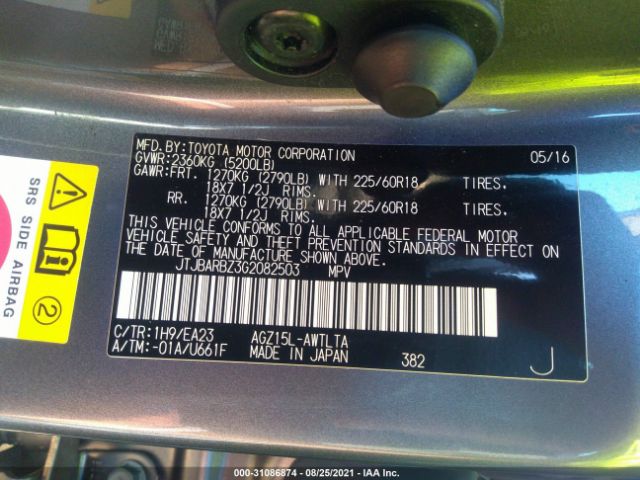 MFD. BY: TOYOTA MOTOR CORPORATION 05/16
GVWR: 2360KG (5200LB)
GAWR: FRT. 1270KG (2790LB) WITH 225/60R18 TIRES.
18X7 1/2J RIMS.
RR. 1270KG (2790LB) WITH 225/60R18 TIRES.
18X7 1/2J RIMS.
THIS VEHICLE CONFORMS TO ALL APPLICABLE FEDERAL MOTOR
VEHICLE SAFETY AND THEFT PREVENTION STANDARDS IN EFFECT ON
THE DATE OF MANUFACTURE SHOWN ABOVE.
JTJBARBZ3G2082503 MPV
C/TR: 1H9/EA23 AGZ15L-AWTLTA
A/TM: -01A/U661F MADE IN JAPAN 382 J
SRS SIDE AIRBAG
2
000-31086874 - 08/25/2021 - IAA Inc.